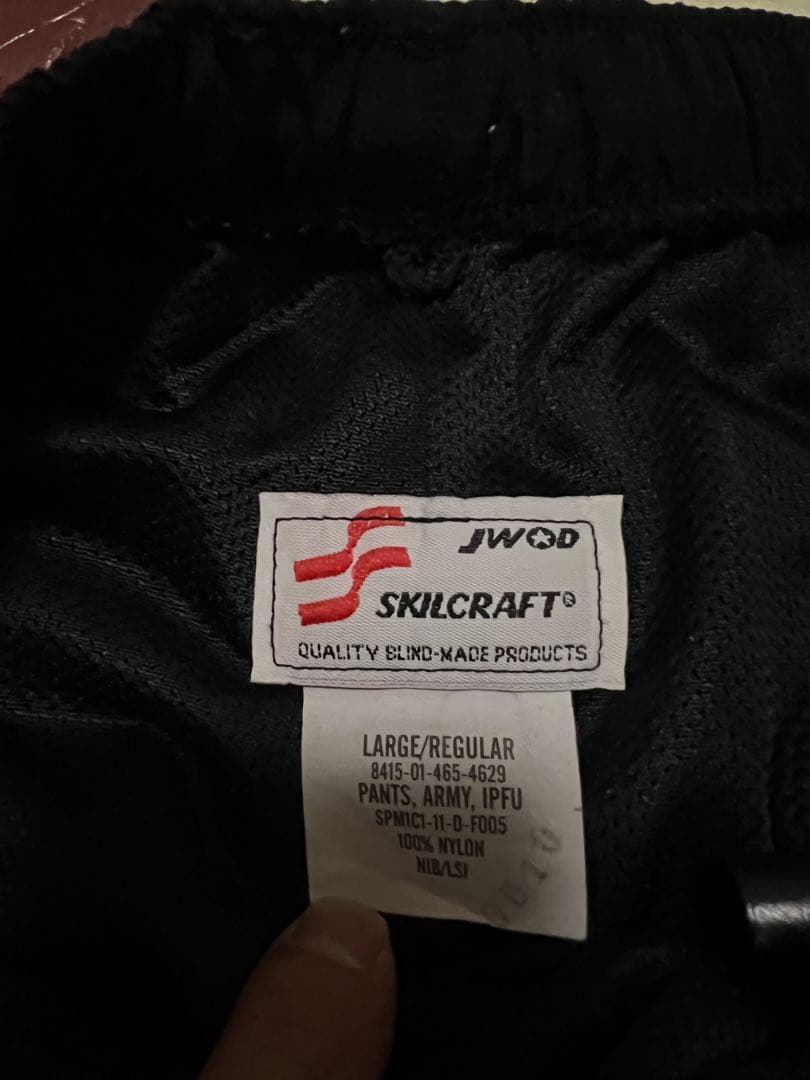 JWOD
SKILCRAFT®
QUALITY BLIND-MADE PRODUCTS
LARGE/REGULAR
8415-01-465-4629
PANTS, ARMY, IPFU
SPM1C1-11-D-F005
100% NYLON
NIB/LSI